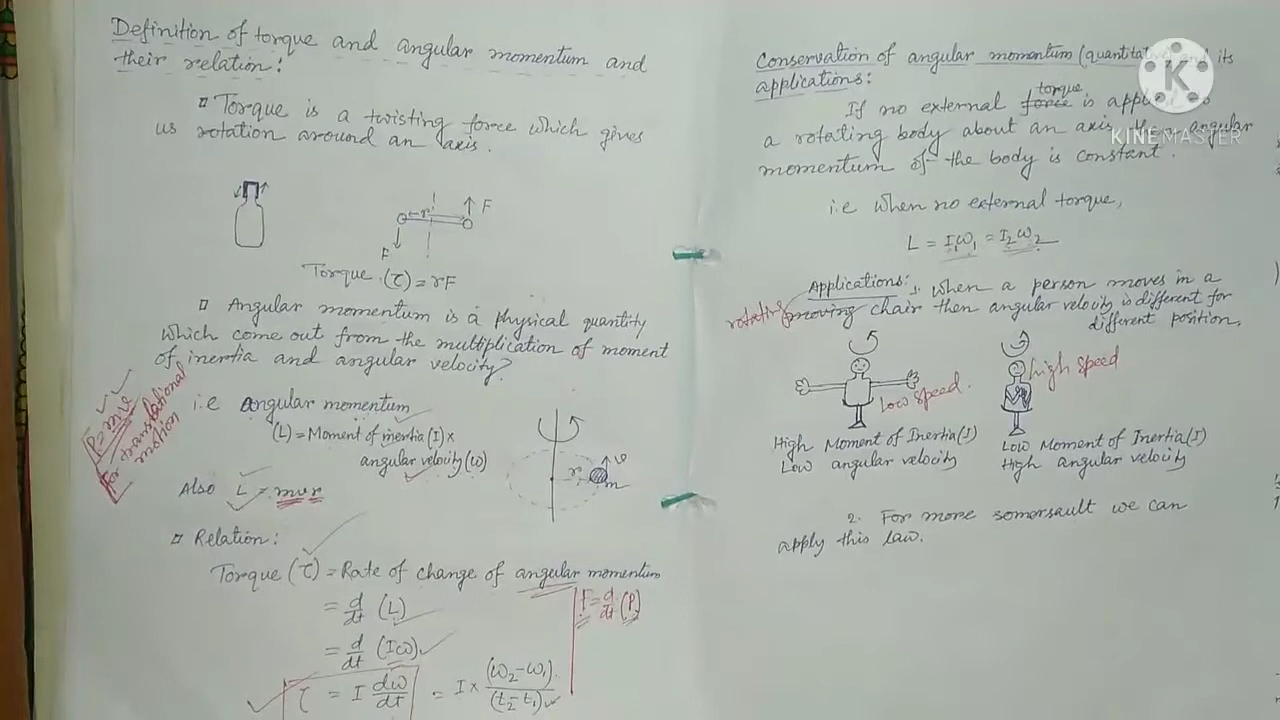 Definition of torque and angular momentum and
their relation:
Torque is a twisting force which gives
us rotation around an axis.
r
F
F
Torque (τ) = rF
Angular momentum is a physical quantity
which come out from the multiplication of moment
of inertia and angular velocity.
P = mv
For translational
motion
i.e angular momentum
(L) = Moment of inertia (I) ×
angular velocity (ω)
Also L = mvr
r
v
m
Relation:
Torque (τ) = Rate of change of angular momentum
= d/dt (L)
F = d/dt (P)
= d/dt (Iω)
τ = I dω/dt = I × (ω₂-ω₁)/(t₂-t₁)
Conservation of angular momentum (quantitative) its
applications:
If no external force torque is
a rotating body about an axis angular
momentum of the body is constant.
i.e when no external torque,
L = I₁ω₁ = I₂ω₂
Applications: 1. when a person moves in a
rotating moving chair then angular velocity is different for
different position.
Low speed.
High speed
High Moment of Inertia (I)
Low angular velocity
Low Moment of Inertia (I)
High angular velocity
2. For more somersault we can
apply this law.
K
KINEMASTER